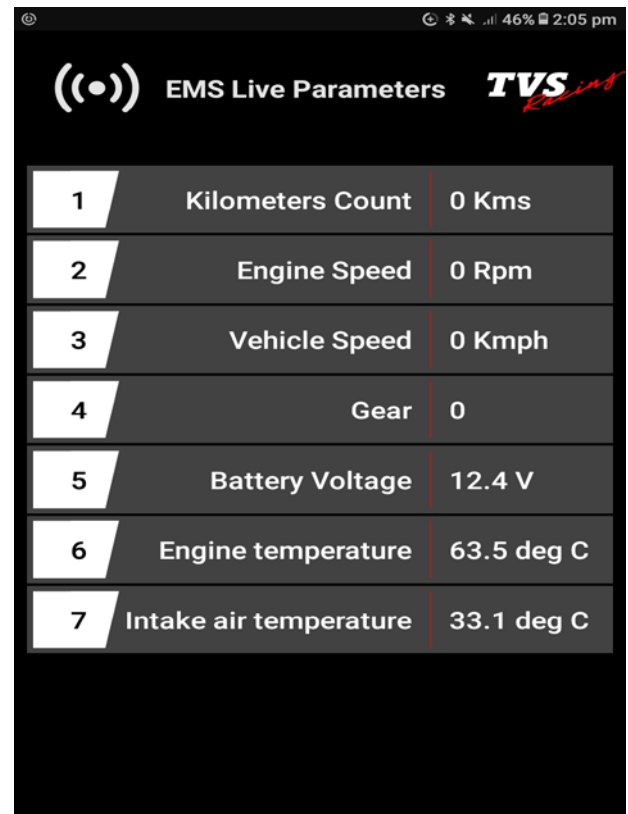 46% 2:05 pm
EMS Live Parameters TVS Racing
1 Kilometers Count 0 Kms
2 Engine Speed 0 Rpm
3 Vehicle Speed 0 Kmph
4 Gear 0
5 Battery Voltage 12.4 V
6 Engine temperature 63.5 deg C
7 Intake air temperature 33.1 deg C